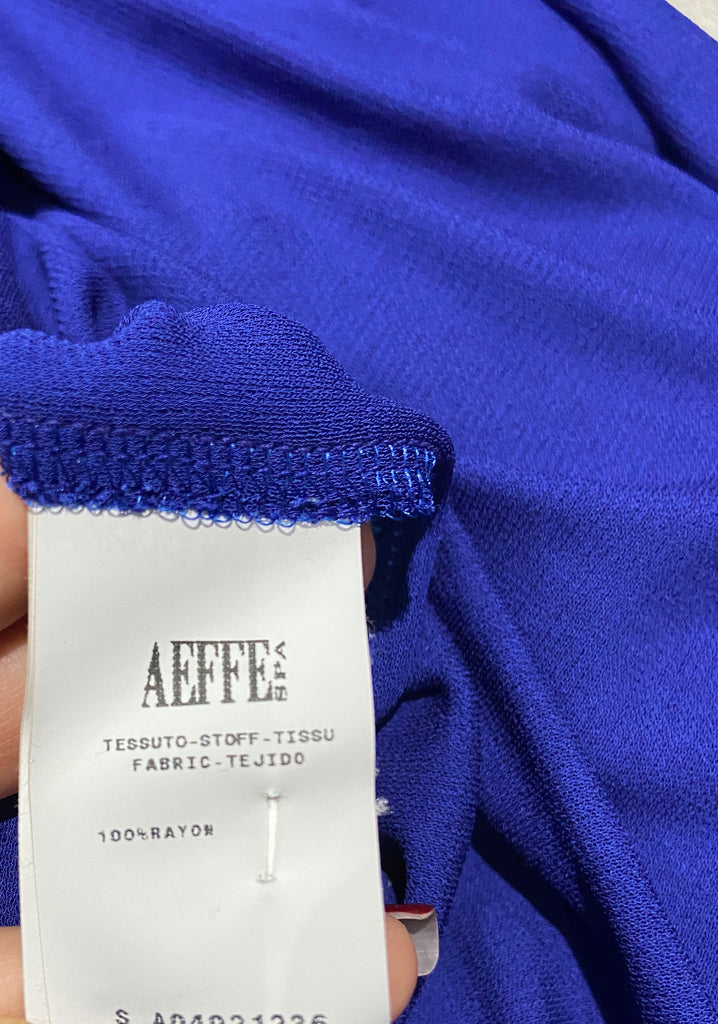 AEFFE SPA
TESSUTO-STOFF-TISSU
FABRIC-TEJIDO
100%RAYON
S